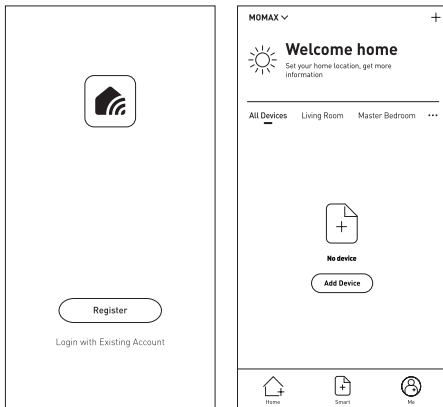 Register
Login with Existing Account
MOMAX
Welcome home
Set your home location, get more
information
All Devices Living Room Master Bedroom ...
No device
Add Device
Home Smart Me